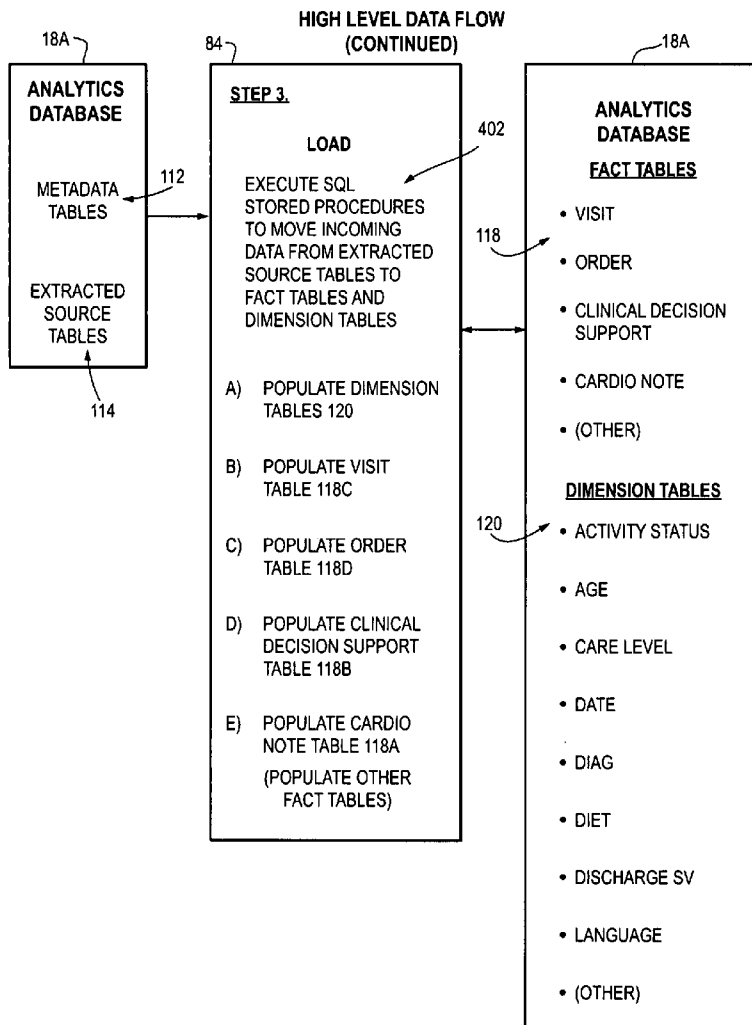 HIGH LEVEL DATA FLOW
(CONTINUED)
18A
ANALYTICS
DATABASE
METADATA
TABLES
112
EXTRACTED
SOURCE
TABLES
114
84
STEP 3.
LOAD
402
EXECUTE SQL
STORED PROCEDURES
TO MOVE INCOMING
DATA FROM EXTRACTED
SOURCE TABLES TO
FACT TABLES AND
DIMENSION TABLES
A) POPULATE DIMENSION
TABLES 120
B) POPULATE VISIT
TABLE 118C
C) POPULATE ORDER
TABLE 118D
D) POPULATE CLINICAL
DECISION SUPPORT
TABLE 118B
E) POPULATE CARDIO
NOTE TABLE 118A
(POPULATE OTHER
FACT TABLES)
18A
ANALYTICS
DATABASE
FACT TABLES
118
• VISIT
• ORDER
• CLINICAL DECISION
SUPPORT
• CARDIO NOTE
• (OTHER)
DIMENSION TABLES
120
• ACTIVITY STATUS
• AGE
• CARE LEVEL
• DATE
• DIAG
• DIET
• DISCHARGE SV
• LANGUAGE
• (OTHER)